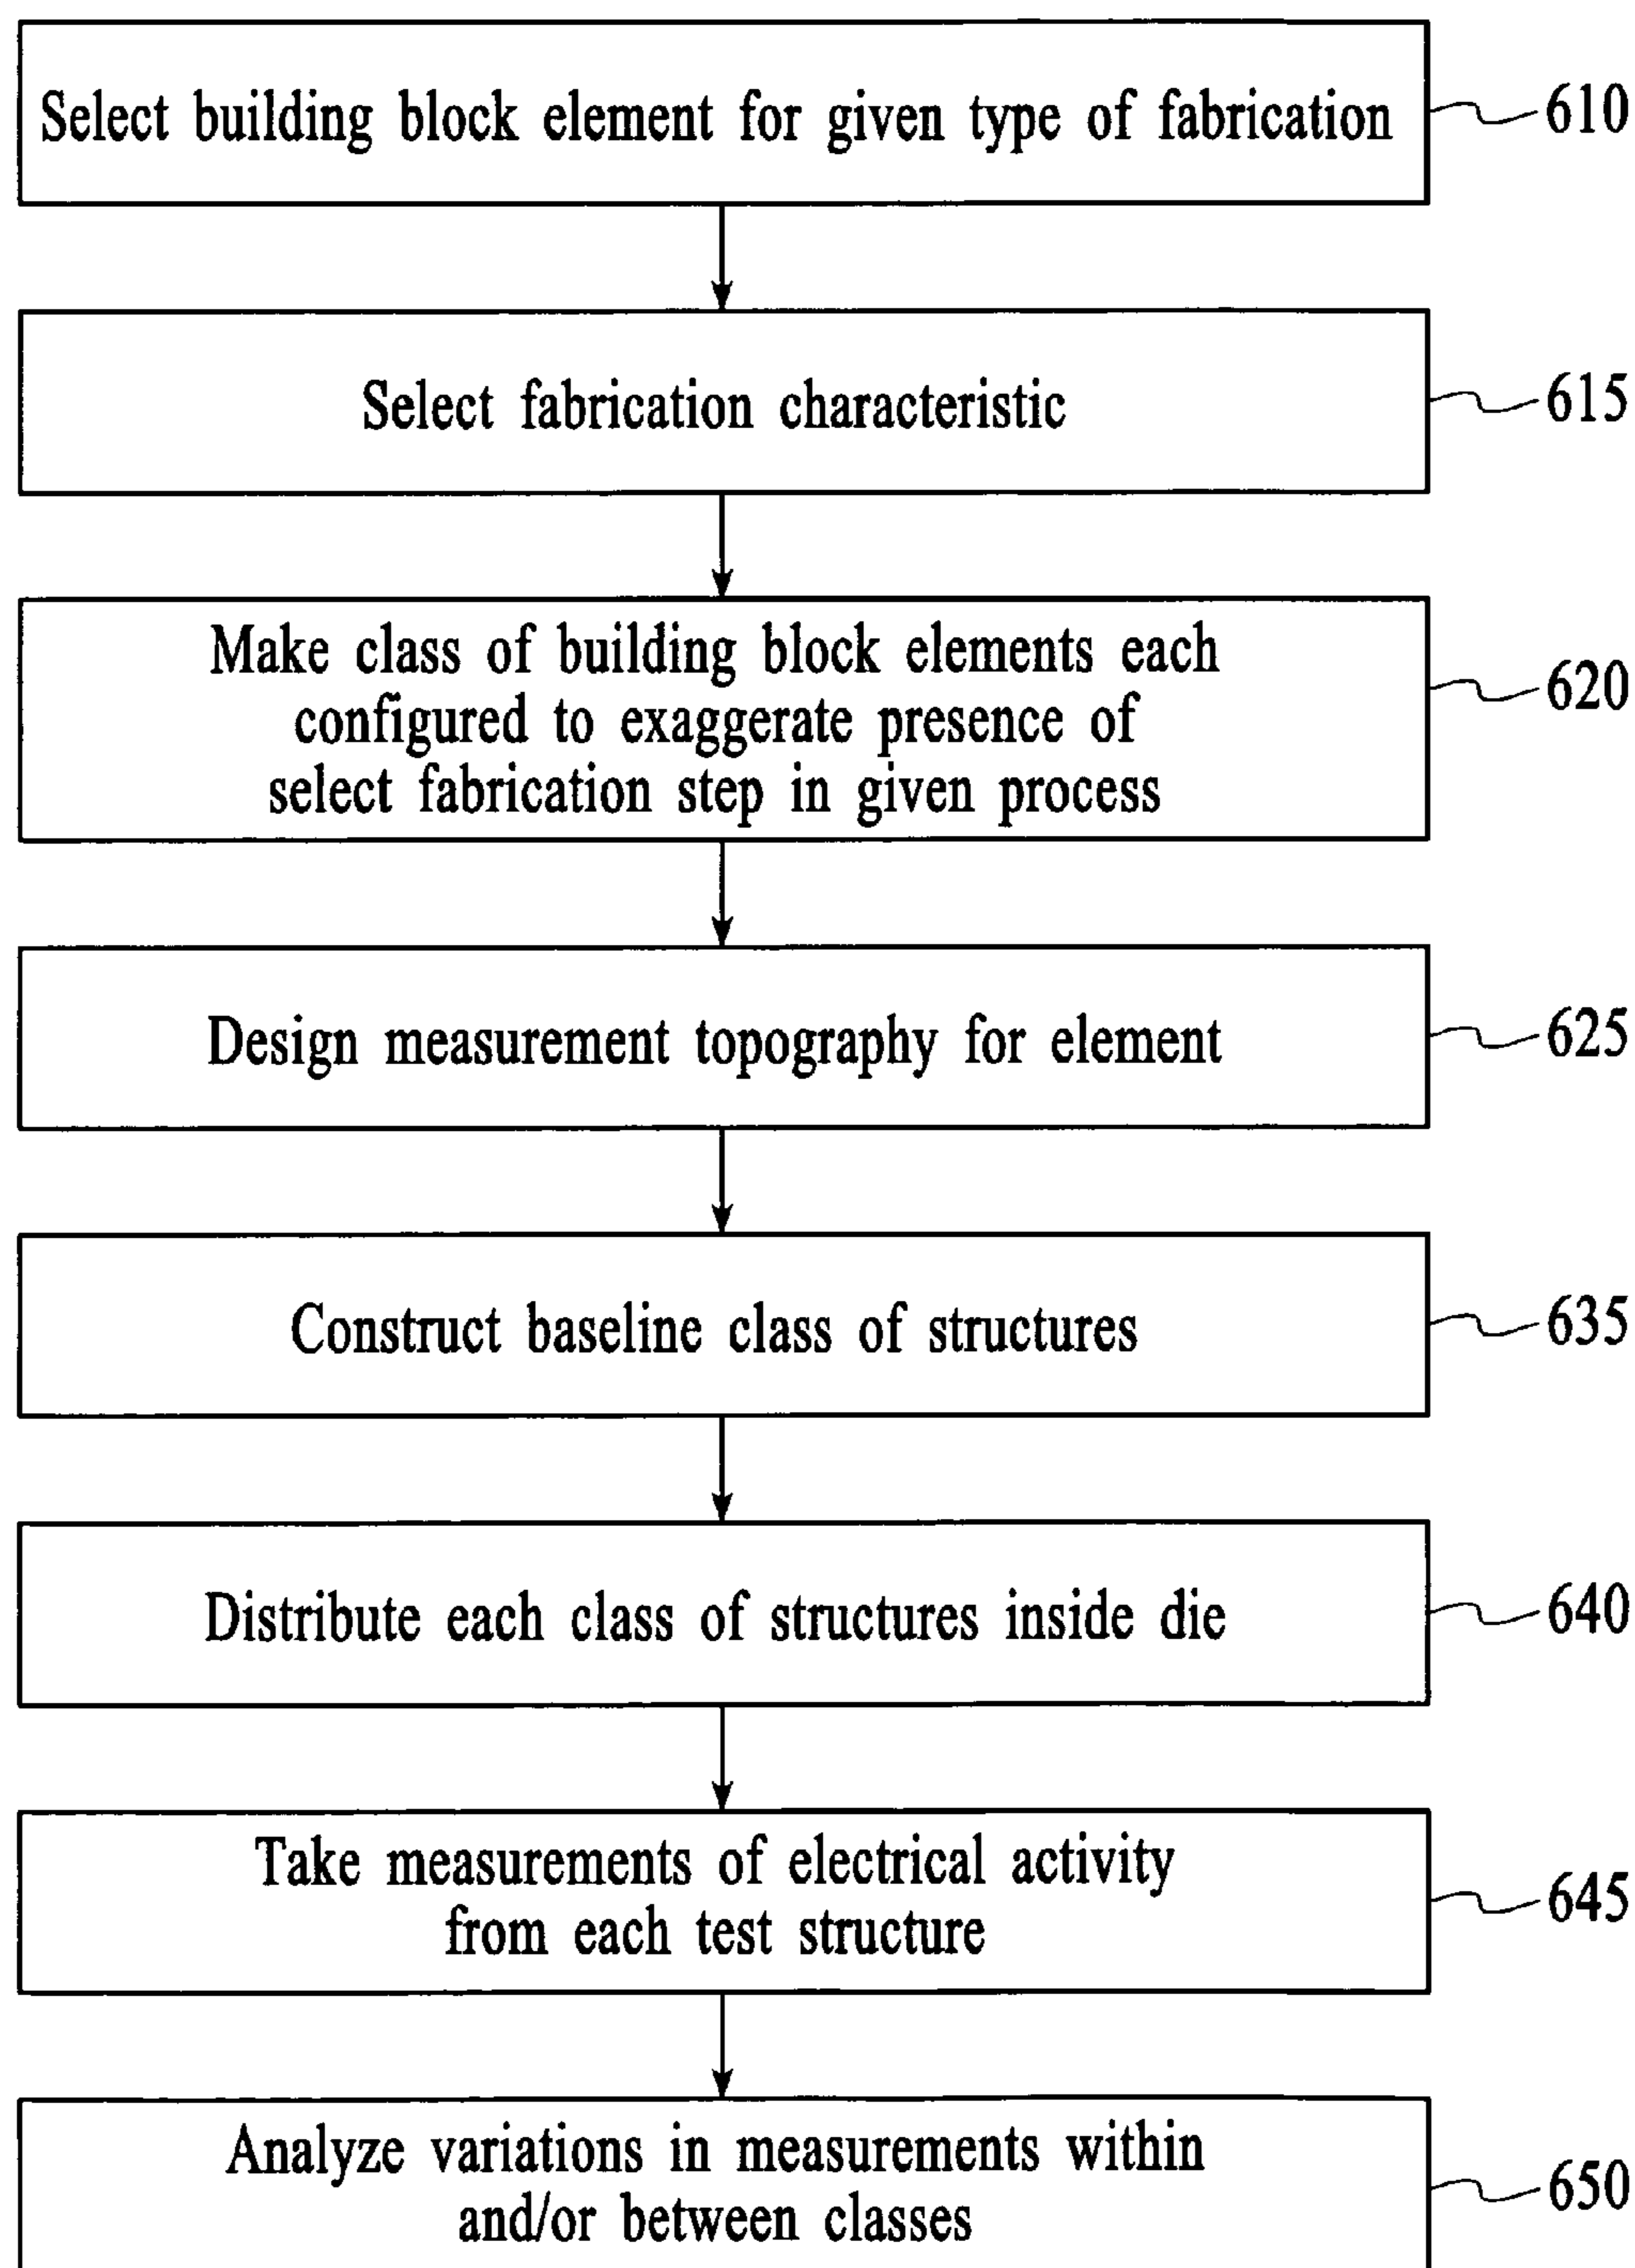 Select building block element for given type of fabrication
610
Select fabrication characteristic
615
Make class of building block elements each
configured to exaggerate presence of
select fabrication step in given process
620
Design measurement topography for element
625
Construct baseline class of structures
635
Distribute each class of structures inside die
640
Take measurements of electrical activity
from each test structure
645
Analyze variations in measurements within
and/or between classes
650